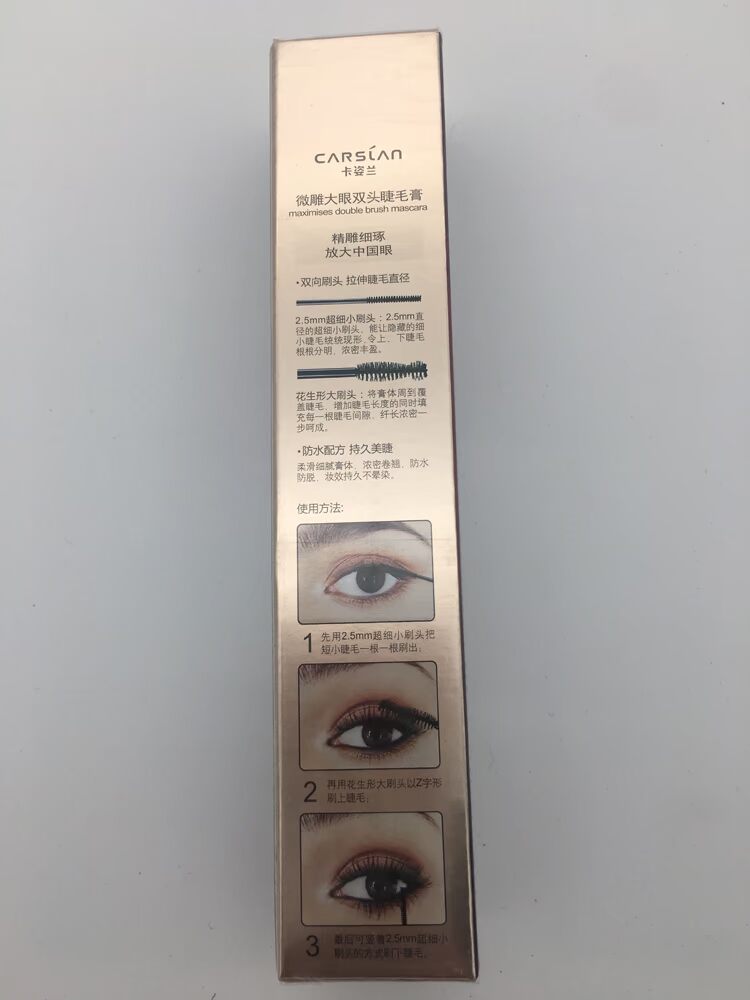 CARSLAN
卡姿兰
微雕大眼双头睫毛膏
maximises double brush mascara
精雕细琢
放大中国眼
·双向刷头 拉伸睫毛直径
2.5mm超细小刷头：2.5mm直
径的超细小刷头，能让隐藏的细
小睫毛统统现形，令上、下睫毛
根根分明，浓密丰盈。
花生形大刷头：将膏体周到覆
盖睫毛，增加睫毛长度的同时填
充每一根睫毛间隙，纤长浓密一
步呵成。
·防水配方 持久美睫
柔滑细腻膏体，浓密卷翘，防水
防脱，妆效持久不晕染。
使用方法:
1 先用2.5mm超细小刷头把
短小睫毛一根一根刷出；
2 再用花生形大刷头以Z字形
刷上睫毛；
3 最后可竖着2.5mm超细小
刷头的方式刷下睫毛。